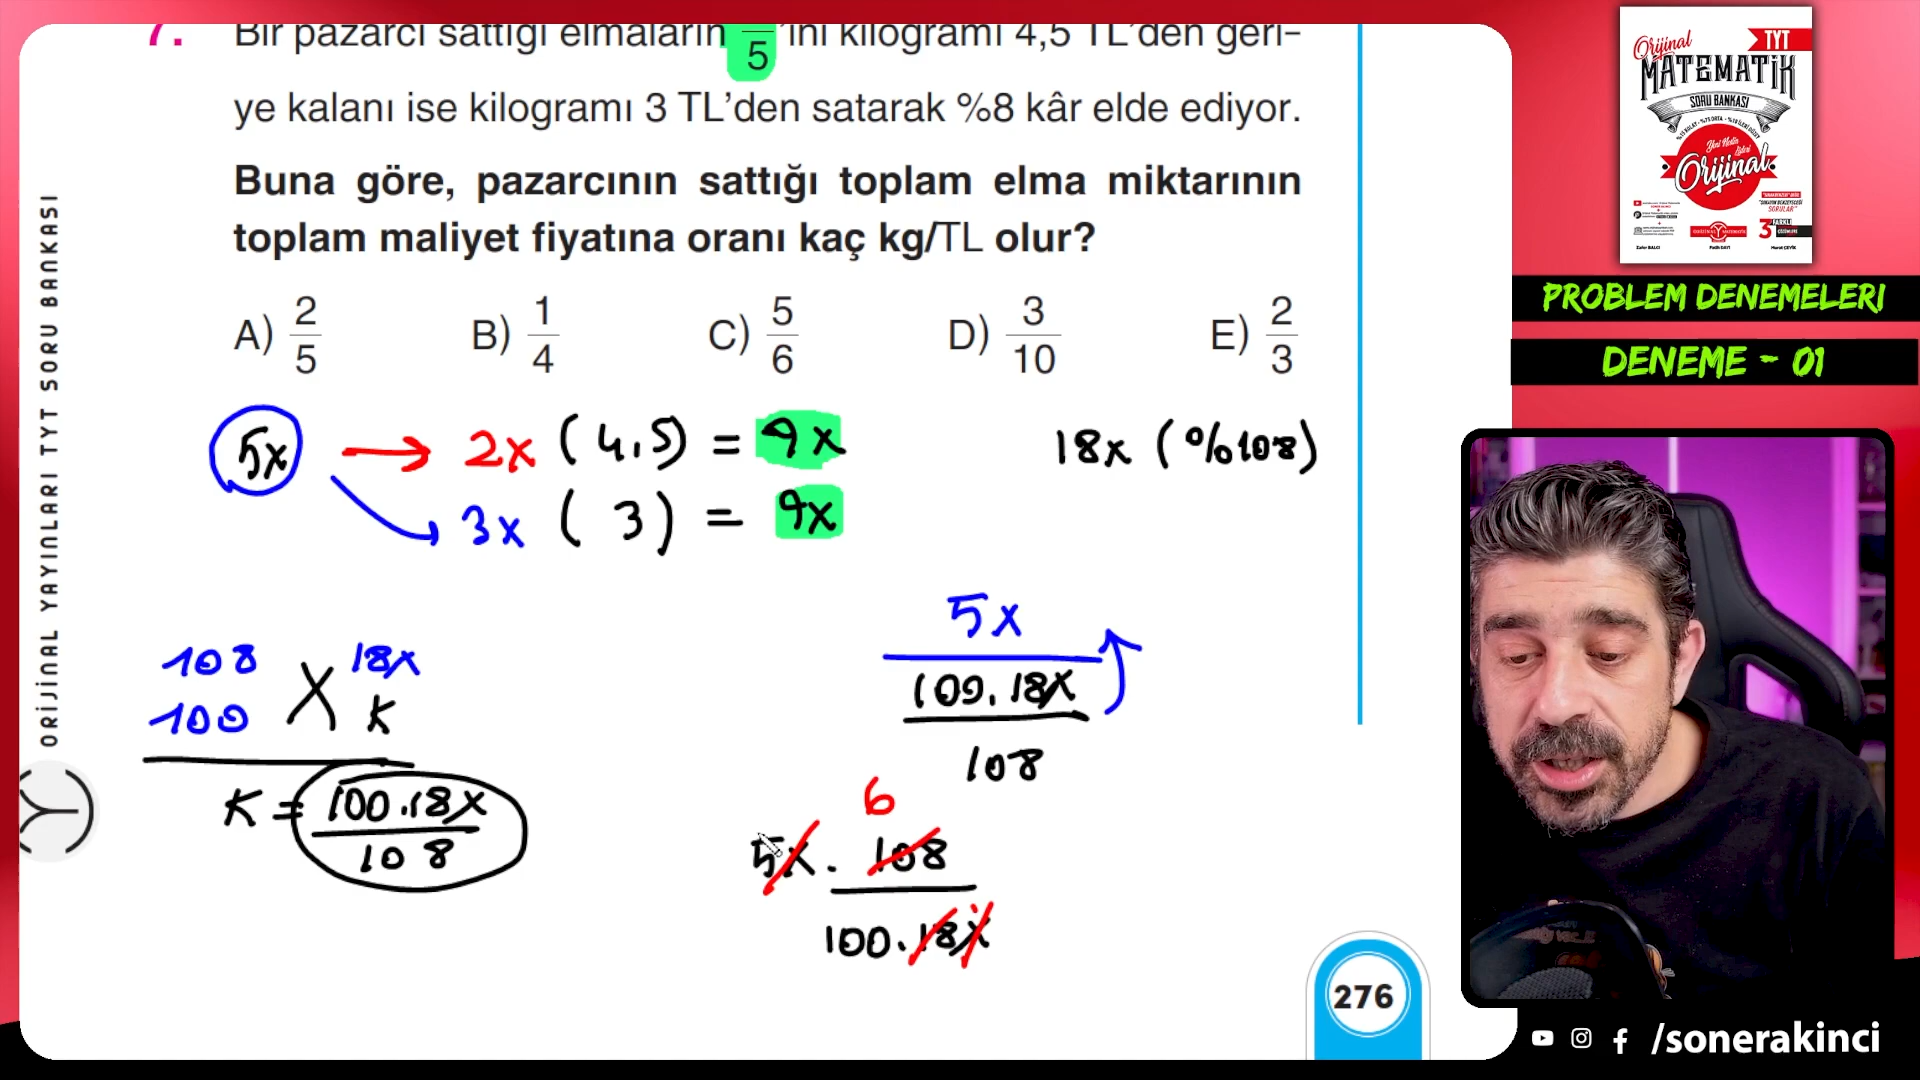 7. Bir pazarcı sattığı elmaların 5 'ini kilogramı 4,5 TL'den geri-
ye kalanı ise kilogramı 3 TL'den satarak %8 kâr elde ediyor.
Buna göre, pazarcının sattığı toplam elma miktarının
toplam maliyet fiyatına oranı kaç kg/TL olur?
A) 2/5 B) 1/4 C) 5/6 D) 3/10 E) 2/3
5x → 2x (4,5) = 9x
18x (%108)
3x (3) = 9x
108 18x
100 K
K = 100.18x/108
5x
100.18x
108
6
5x . 108
100.18x
276
ORİJİNAL YAYINLARI TYT SORU BANKASI
Orijinal
TYT
MATEMATİK
SORU BANKASI
Orijinal
PROBLEM DENEMELERİ
DENEME - 01
/sonerakinci